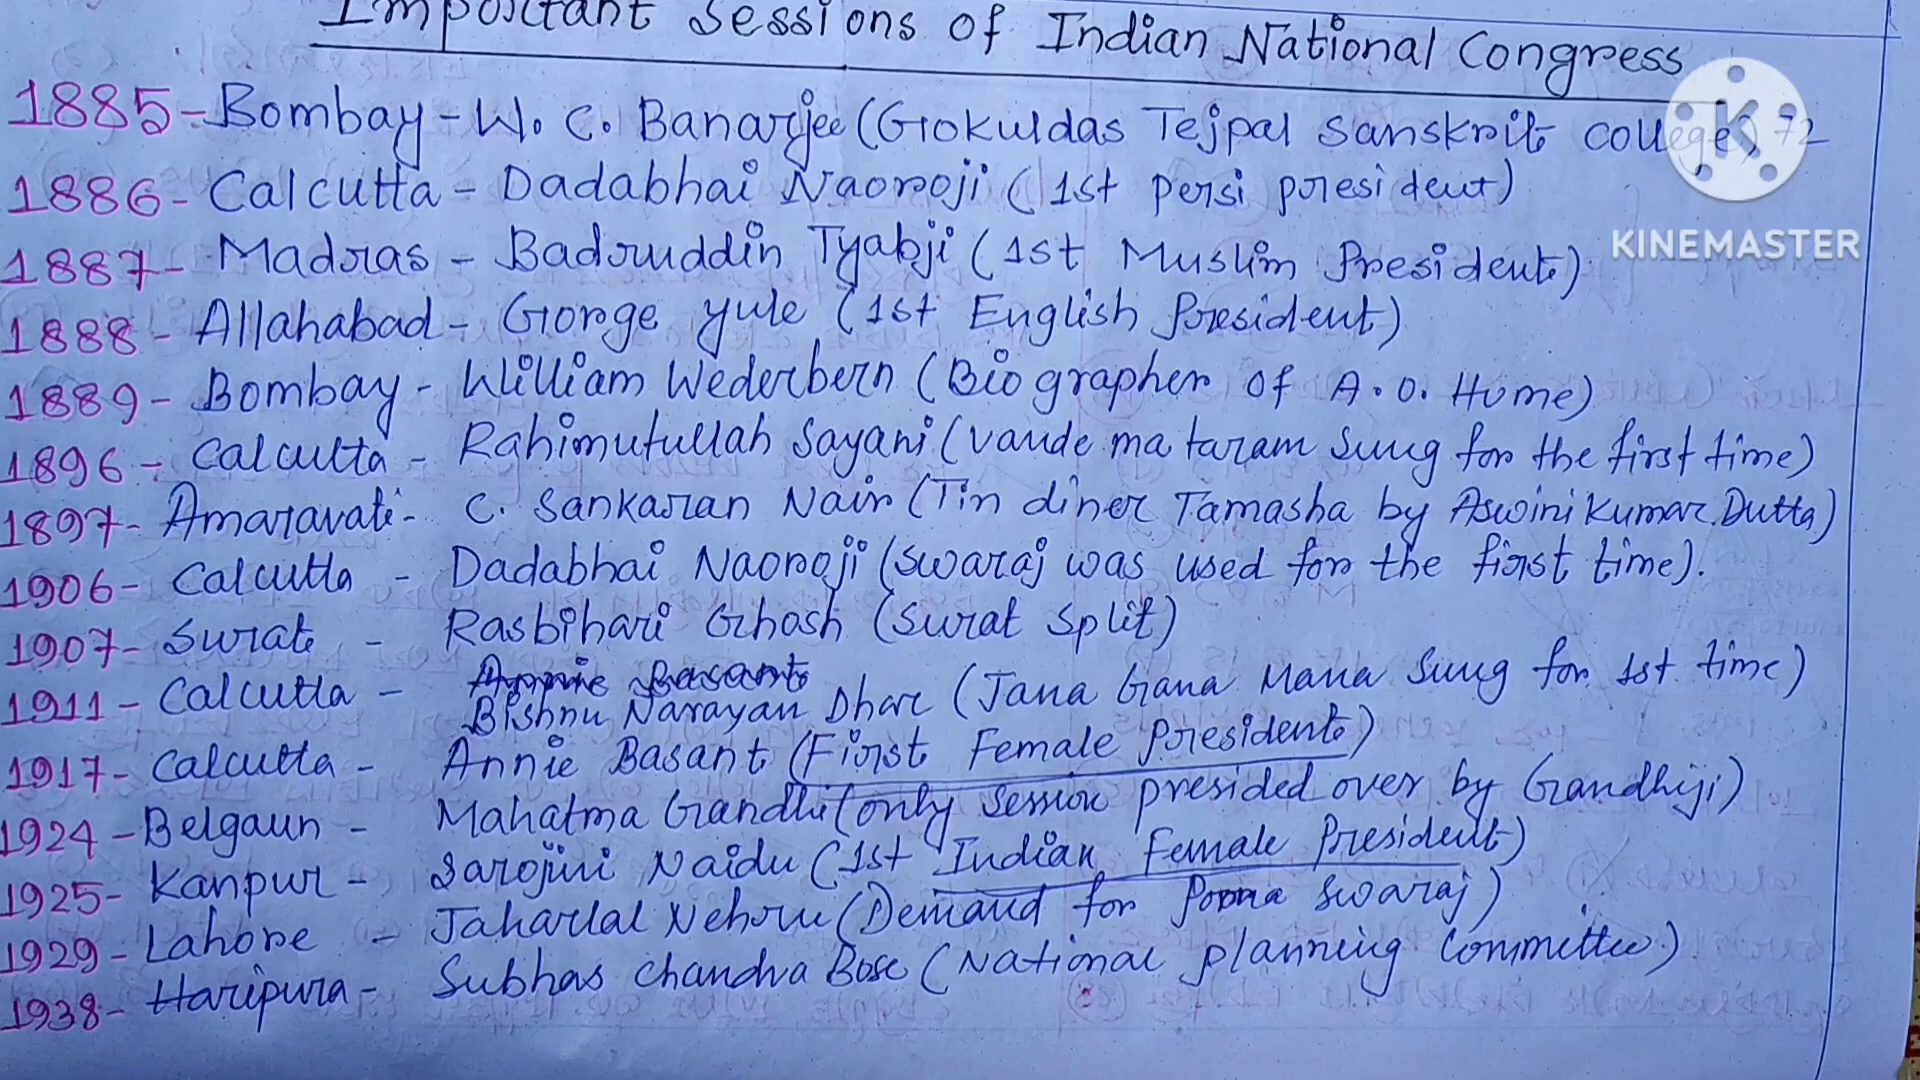 Important Sessions of Indian National Congress
1885- Bombay - W. C. Banarjee (Gokuldas Tejpal Sanskrit College) 72
1886- Calcutta - Dadabhai Naoroji (1st Persi president)
1887- Madras - Badruddin Tyabji (1st Muslim President)
1888- Allahabad - Gorge Yule (1st English President)
1889- Bombay - William Wederbern (Biographer of A.O. Hume)
1896- Calcutta - Rahimutullah Sayani (Vande mataram sung for the first time)
1897- Amaravati - C. Sankaran Nair (Tin diner Tamasha by Aswini Kumar Dutta)
1906- Calcutta - Dadabhai Naoroji (Swaraj was used for the first time).
1907- Surat - Rasbihari Ghosh (Surat Split)
Annie Basant
1911- Calcutta - Bishnu Narayan Dhar (Jana Gana Mana Sung for 1st time)
1917- Calcutta - Annie Basant (First Female President)
1924- Belgaun - Mahatma Gandhi (only session presided over by Gandhiji)
1925- Kanpur - Sarojini Naidu (1st Indian Female President)
1929- Lahore - Jaharlal Nehru (Demand for Swaraj)
1938- Haripura - Subhas Chandra Bose (National planning Committee)
K
KINEMASTER